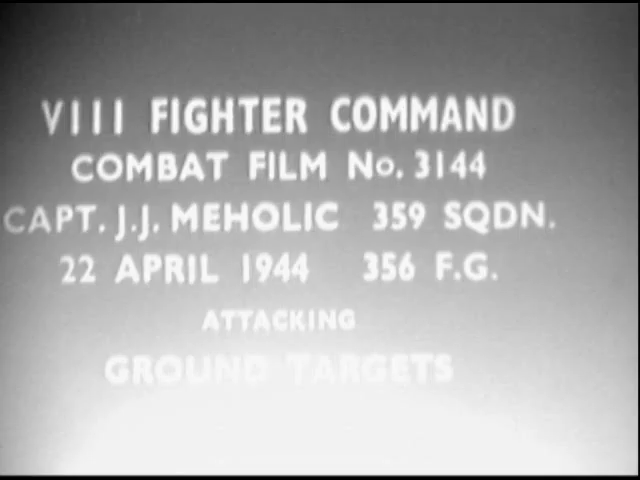 VIII FIGHTER COMMAND
COMBAT FILM No. 3144
CAPT. J.J. MEHOLIC 359 SQDN.
22 APRIL 1944 356 F.G.
ATTACKING
GROUND TARGETS